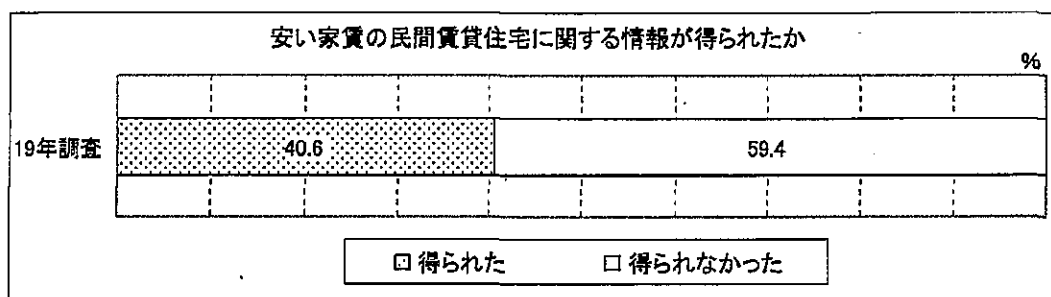 安い家賃の民間賃貸住宅に関する情報が得られたか
%
19年調査 40.6 59.4
得られた 得られなかった